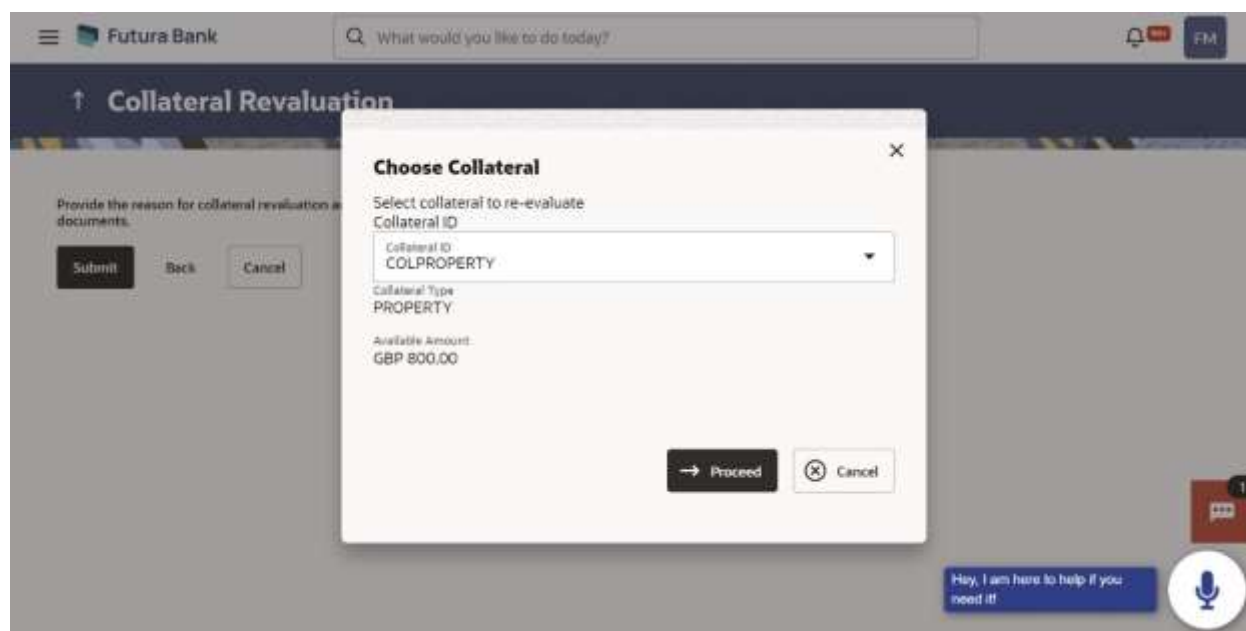 Futura Bank
What would you like to do today?
FM
↑ Collateral Revaluation
Provide the reason for collateral revaluation
documents.
Submit Back Cancel
Choose Collateral
Select collateral to re-evaluate
Collateral ID
Collateral ID
COLPROPERTY
Collateral Type
PROPERTY
Available Amount
GBP 800.00
→ Proceed
Cancel
1
Hey, I am here to help if you
need it!